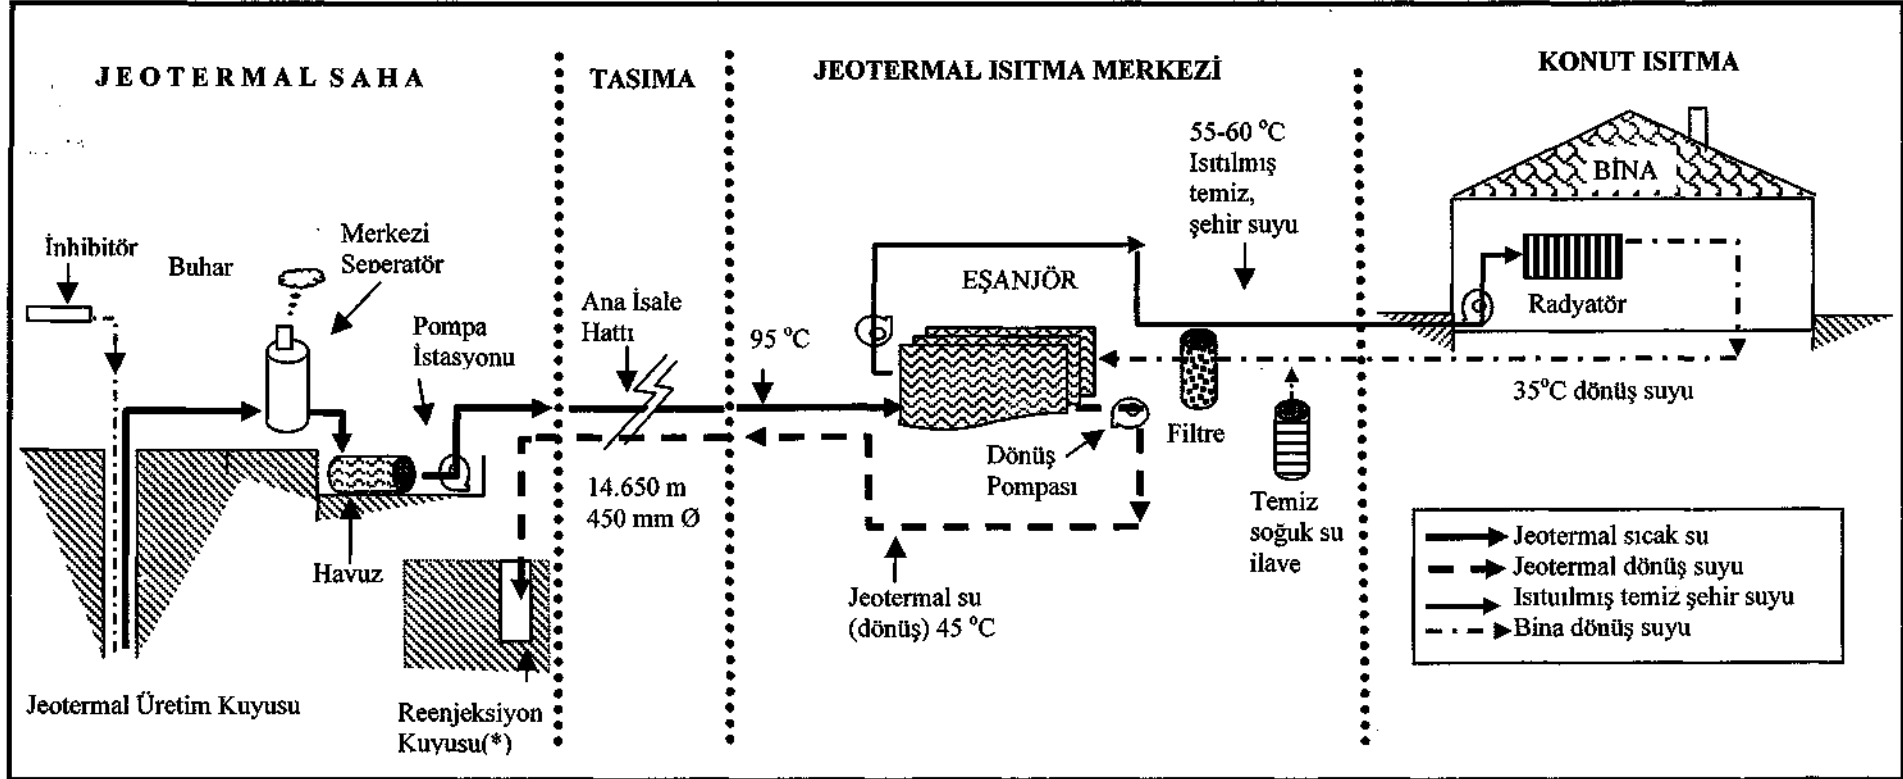 JEOTERMAL SAHA
TASIMA
JEOTERMAL ISITMA MERKEZİ
KONUT ISITMA
İnhibitör
Buhar
Merkezi
Seperatör
Pompa
İstasyonu
Havuz
Jeotermal Üretim Kuyusu
Reenjeksiyon
Kuyusu(*)
Ana İsale
Hattı
14.650 m
450 mm Ø
95 °C
EŞANJÖR
55-60 °C
Isıtılmış
temiz,
şehir suyu
Dönüş
Pompası
Filtre
Temiz
soğuk su
ilave
Jeotermal su
(dönüş) 45 °C
BİNA
Radyatör
35°C dönüş suyu
Jeotermal sıcak su
Jeotermal dönüş suyu
Isıtuılmış temiz şehir suyu
Bina dönüş suyu